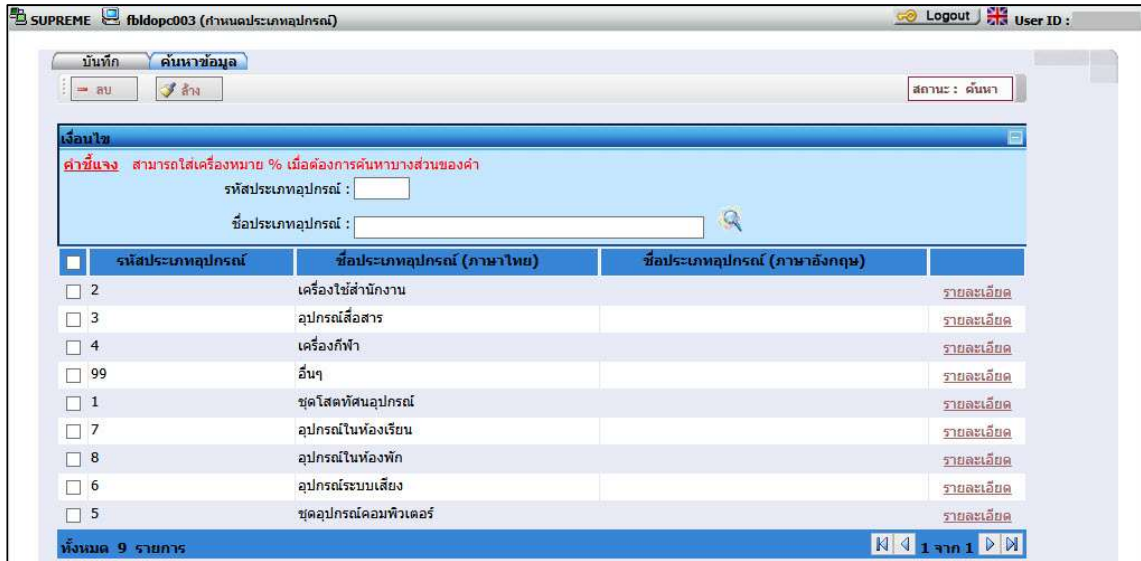 SUPREME fbldopc003 (กำหนดประเภทอุปกรณ์) Logout User ID :
บันทึก ค้นหาข้อมูล
ลบ ล้าง สถานะ : ค้นหา
เงื่อนไข
คำชี้แจง สามารถใส่เครื่องหมาย % เมื่อต้องการค้นหาบางส่วนของคำ
รหัสประเภทอุปกรณ์ :
ชื่อประเภทอุปกรณ์ :
รหัสประเภทอุปกรณ์ ชื่อประเภทอุปกรณ์ (ภาษาไทย) ชื่อประเภทอุปกรณ์ (ภาษาอังกฤษ)
2 เครื่องใช้สำนักงาน รายละเอียด
3 อุปกรณ์สื่อสาร รายละเอียด
4 เครื่องกีฬา รายละเอียด
99 อื่นๆ รายละเอียด
1 ชุดโสตทัศนอุปกรณ์ รายละเอียด
7 อุปกรณ์ในห้องเรียน รายละเอียด
8 อุปกรณ์ในห้องพัก รายละเอียด
6 อุปกรณ์ระบบเสียง รายละเอียด
5 ชุดอุปกรณ์คอมพิวเตอร์ รายละเอียด
ทั้งหมด 9 รายการ 1 จาก 1